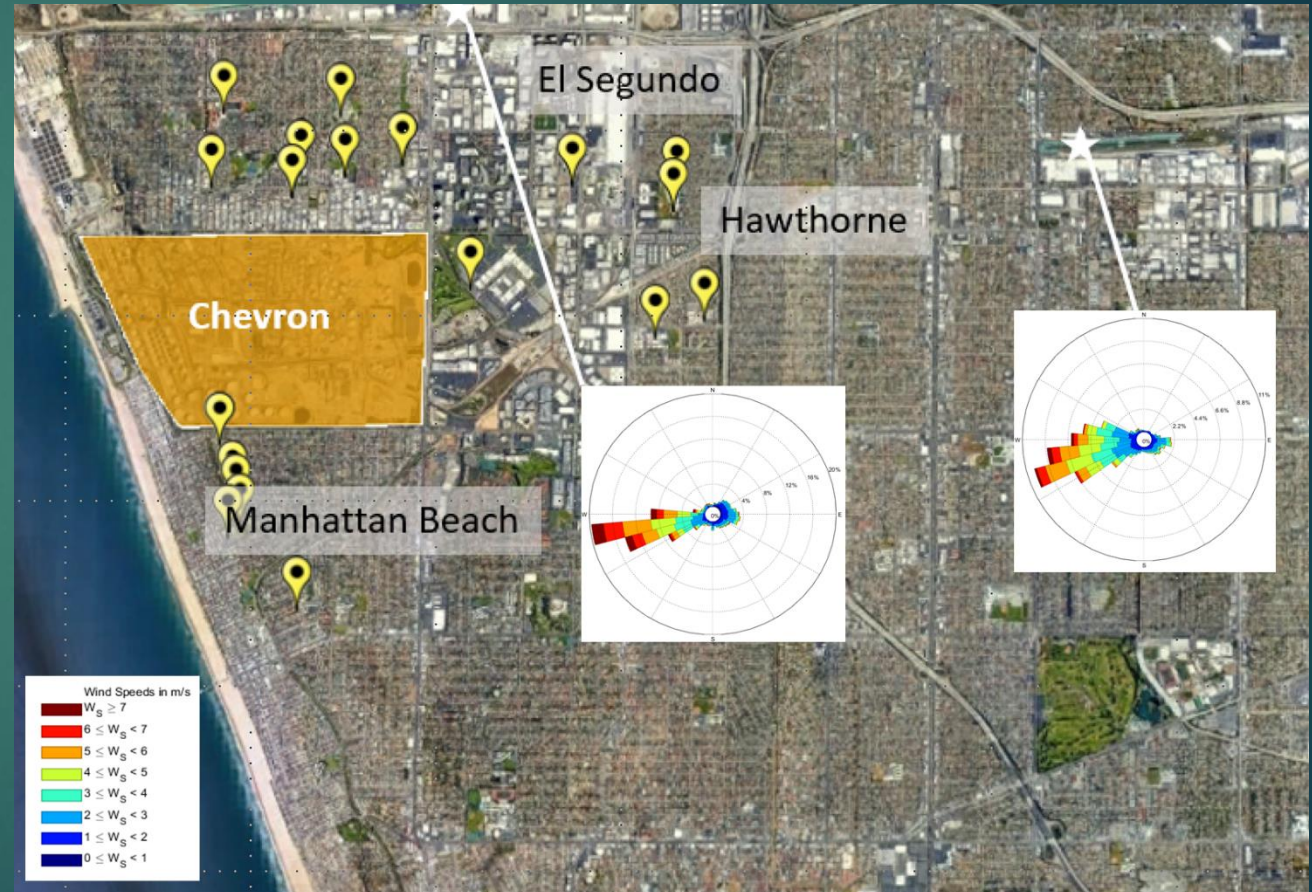 El Segundo
Hawthorne
Chevron
Manhattan Beach
N
W
E
S
0%
4%
8%
12%
16%
20%
N
W
E
S
0%
2.2%
4.4%
6.6%
8.8%
11%
Wind Speeds in m/s
W_S ≥ 7
6 ≤ W_S < 7
5 ≤ W_S < 6
4 ≤ W_S < 5
3 ≤ W_S < 4
2 ≤ W_S < 3
1 ≤ W_S < 2
0 ≤ W_S < 1